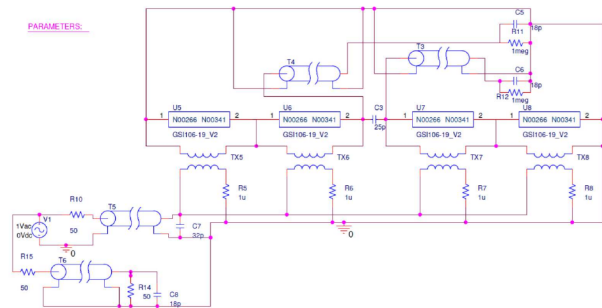 PARAMETERS:
C5
18p
R11
1meg
T4
T3
C6
18p
R12
1meg
U5
U6
C3
U7
U8
1 N00266 N00341 2
1 N00266 N00341 2
25p
1 N00266 N00341 2
1 N00266 N00341 2
GSI106-19_V2
GSI106-19_V2
GSI106-19_V2
GSI106-19_V2
TX5
TX6
TX7
TX8
R5
1u
R6
1u
R7
1u
R8
1u
R10
50
T5
V1
1Vac
0Vdc
C7
32p
0
0
R15
50
T6
R14
50
C8
18p